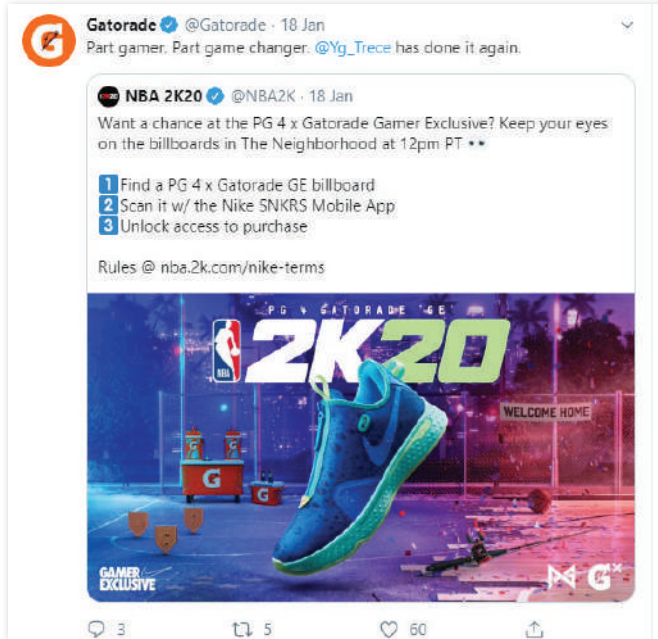 Gatorade @Gatorade · 18 Jan
Part gamer. Part game changer. @Yg_Trece has done it again.
NBA 2K20 @NBA2K · 18 Jan
Want a chance at the PG 4 x Gatorade Gamer Exclusive? Keep your eyes
on the billboards in The Neighborhood at 12pm PT 👀
1 Find a PG 4 x Gatorade GE billboard
2 Scan it w/ the Nike SNKRS Mobile App
3 Unlock access to purchase
Rules @ nba.2k.com/nike-terms
PG 4 GATORADE "GE"
NBA 2K20
WELCOME HOME
G
G
GAMER
EXCLUSIVE
Gx
3 5 60